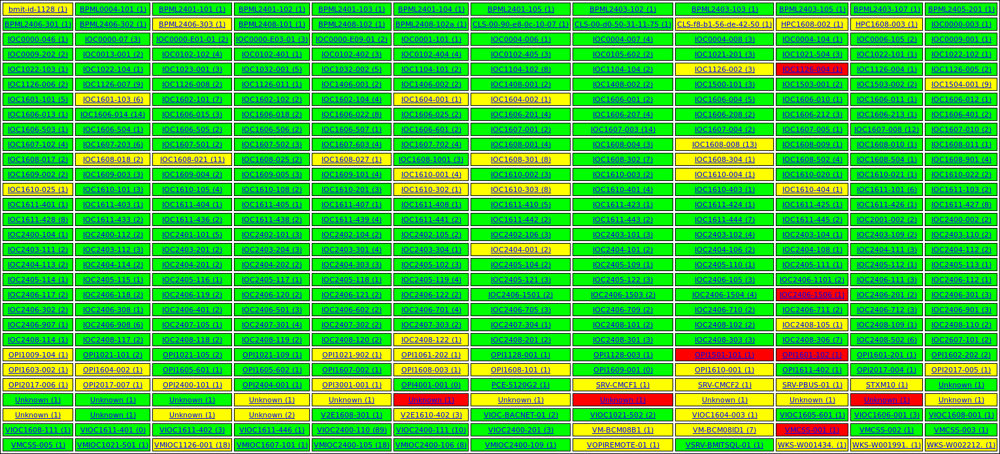 bmit-id-1128 (1) BPML0004-101 (1) BPML2401-101 (1) BPML2401-102 (1) BPML2401-103 (1) BPML2401-104 (1) BPML2401-105 (1) BPML2403-102 (1) BPML2403-103 (1) BPML2403-105 (1) BPML2403-107 (1) BPML2405-201 (1)
BPML2406-301 (1) BPML2406-302 (1) BPML2406-303 (1) BPML2408-101 (1) BPML2408-102 (1) BPML2408-102a (1) CLS-00-90-e8-0c-10-07 (1) CLS-00-d0-50-31-11-75 (1) CLS-f8-b1-56-de-42-50 (1) HPC1608-002 (1) HPC1608-003 (1) IOC0000-003 (1)
IOC0000-046 (1) IOC0000-07 (3) IOC0000-E01-01 (2) IOC0000-E03-01 (3) IOC0000-E09-01 (2) IOC0001-101 (1) IOC0004-006 (1) IOC0004-007 (4) IOC0004-008 (3) IOC0004-104 (1) IOC0006-105 (2) IOC0009-001 (1)
IOC0009-202 (2) IOC0013-001 (2) IOC0102-102 (4) IOC0102-401 (1) IOC0102-402 (3) IOC0102-404 (4) IOC0102-405 (3) IOC0105-602 (2) IOC1021-201 (3) IOC1021-504 (3) IOC1022-101 (1) IOC1022-102 (1)
IOC1022-103 (1) IOC1022-104 (1) IOC1023-001 (3) IOC1032-001 (5) IOC1032-002 (5) IOC1104-101 (2) IOC1104-102 (8) IOC1104-104 (2) IOC1126-002 (3) IOC1126-004 (1) IOC1126-004 (1) IOC1126-005 (2)
IOC1126-006 (2) IOC1126-007 (9) IOC1126-008 (2) IOC1126-011 (1) IOC1406-001 (2) IOC1406-002 (2) IOC1408-001 (2) IOC1408-002 (2) IOC1500-101 (3) IOC1503-001 (2) IOC1503-002 (2) IOC1504-001 (9)
IOC1601-101 (5) IOC1601-103 (6) IOC1602-101 (7) IOC1602-102 (2) IOC1602-104 (4) IOC1604-001 (1) IOC1604-002 (1) IOC1606-001 (2) IOC1606-004 (5) IOC1606-010 (1) IOC1606-011 (1) IOC1606-012 (1)
IOC1606-013 (1) IOC1606-014 (14) IOC1606-015 (3) IOC1606-018 (2) IOC1606-022 (8) IOC1606-025 (2) IOC1606-201 (4) IOC1606-207 (4) IOC1606-208 (2) IOC1606-212 (3) IOC1606-213 (1) IOC1606-401 (2)
IOC1606-503 (1) IOC1606-504 (1) IOC1606-505 (2) IOC1606-506 (2) IOC1606-507 (1) IOC1606-601 (2) IOC1607-001 (2) IOC1607-003 (14) IOC1607-004 (2) IOC1607-005 (1) IOC1607-008 (12) IOC1607-010 (2)
IOC1607-102 (4) IOC1607-203 (6) IOC1607-501 (2) IOC1607-502 (3) IOC1607-603 (4) IOC1607-702 (4) IOC1608-001 (4) IOC1608-004 (3) IOC1608-008 (13) IOC1608-009 (1) IOC1608-010 (1) IOC1608-011 (1)
IOC1608-017 (2) IOC1608-018 (2) IOC1608-021 (11) IOC1608-025 (2) IOC1608-027 (1) IOC1608-1001 (3) IOC1608-301 (8) IOC1608-302 (7) IOC1608-304 (1) IOC1608-502 (4) IOC1608-504 (1) IOC1608-901 (4)
IOC1609-002 (2) IOC1609-003 (3) IOC1609-004 (2) IOC1609-005 (3) IOC1609-101 (4) IOC1610-001 (4) IOC1610-002 (3) IOC1610-003 (2) IOC1610-004 (1) IOC1610-020 (1) IOC1610-021 (1) IOC1610-022 (2)
IOC1610-025 (1) IOC1610-101 (3) IOC1610-105 (4) IOC1610-108 (2) IOC1610-201 (3) IOC1610-302 (1) IOC1610-303 (8) IOC1610-401 (4) IOC1610-403 (1) IOC1610-404 (1) IOC1611-101 (6) IOC1611-103 (2)
IOC1611-401 (1) IOC1611-403 (1) IOC1611-404 (1) IOC1611-405 (1) IOC1611-407 (1) IOC1611-408 (1) IOC1611-410 (5) IOC1611-423 (1) IOC1611-424 (1) IOC1611-425 (1) IOC1611-426 (1) IOC1611-427 (8)
IOC1611-428 (8) IOC1611-433 (2) IOC1611-436 (2) IOC1611-438 (2) IOC1611-439 (4) IOC1611-441 (2) IOC1611-442 (2) IOC1611-443 (2) IOC1611-444 (7) IOC1611-445 (2) IOC2001-002 (2) IOC2400-002 (2)
IOC2400-104 (1) IOC2400-112 (2) IOC2401-101 (5) IOC2402-101 (3) IOC2402-104 (2) IOC2402-105 (2) IOC2402-106 (3) IOC2403-101 (3) IOC2403-102 (4) IOC2403-104 (1) IOC2403-109 (2) IOC2403-110 (2)
IOC2403-111 (2) IOC2403-112 (3) IOC2403-201 (2) IOC2403-204 (3) IOC2403-301 (4) IOC2403-304 (1) IOC2404-001 (2) IOC2404-101 (2) IOC2404-106 (2) IOC2404-108 (1) IOC2404-111 (3) IOC2404-112 (2)
IOC2404-113 (2) IOC2404-114 (2) IOC2404-201 (2) IOC2404-202 (2) IOC2404-303 (3) IOC2405-102 (3) IOC2405-104 (2) IOC2405-109 (1) IOC2405-110 (1) IOC2405-111 (1) IOC2405-112 (1) IOC2405-113 (1)
IOC2405-114 (1) IOC2405-115 (1) IOC2405-116 (1) IOC2405-117 (1) IOC2405-118 (1) IOC2405-119 (4) IOC2405-121 (3) IOC2405-122 (3) IOC2406-105 (3) IOC2406-1101 (2) IOC2406-111 (3) IOC2406-112 (1)
IOC2406-117 (2) IOC2406-118 (2) IOC2406-119 (2) IOC2406-120 (2) IOC2406-121 (2) IOC2406-122 (2) IOC2406-1501 (2) IOC2406-1503 (2) IOC2406-1504 (4) IOC2406-1506 (1) IOC2406-201 (2) IOC2406-301 (3)
IOC2406-302 (2) IOC2406-308 (1) IOC2406-401 (2) IOC2406-501 (3) IOC2406-602 (2) IOC2406-701 (4) IOC2406-705 (3) IOC2406-709 (2) IOC2406-710 (2) IOC2406-711 (2) IOC2406-712 (3) IOC2406-901 (3)
IOC2406-907 (1) IOC2406-908 (6) IOC2407-105 (1) IOC2407-301 (4) IOC2407-302 (2) IOC2407-303 (2) IOC2407-304 (1) IOC2408-101 (2) IOC2408-102 (2) IOC2408-105 (1) IOC2408-109 (1) IOC2408-110 (2)
IOC2408-114 (1) IOC2408-117 (2) IOC2408-118 (2) IOC2408-119 (2) IOC2408-120 (2) IOC2408-122 (1) IOC2408-201 (2) IOC2408-301 (3) IOC2408-303 (3) IOC2408-306 (7) IOC2408-502 (6) IOC2607-101 (2)
OPI1009-104 (1) OPI1021-101 (2) OPI1021-105 (2) OPI1021-109 (1) OPI1021-902 (1) OPI1061-202 (1) OPI1128-001 (1) OPI1128-003 (1) OPI1501-101 (1) OPI1601-102 (1) OPI1601-201 (1) OPI1602-202 (2)
OPI1603-002 (1) OPI1604-002 (1) OPI1605-601 (1) OPI1605-602 (1) OPI1607-002 (1) OPI1608-003 (1) OPI1608-101 (1) OPI1609-001 (0) OPI1610-001 (1) OPI1611-402 (1) OPI2017-004 (1) OPI2017-005 (1)
OPI2017-006 (1) OPI2017-007 (1) OPI2400-101 (1) OPI2404-001 (1) OPI3001-001 (1) OPI4001-001 (0) PCE-5120G2 (1) SRV-CMCF1 (1) SRV-CMCF2 (1) SRV-PBUS-01 (1) STXM10 (1) Unknown (1)
Unknown (1) Unknown (1) Unknown (1) Unknown (1) Unknown (1) Unknown (1) Unknown (1) Unknown (1) Unknown (1) Unknown (1) Unknown (1) Unknown (1)
Unknown (1) Unknown (1) Unknown (1) Unknown (2) V2E1608-301 (1) V2E1610-402 (3) VIOC-BACNET-01 (2) VIOC1021-502 (2) VIOC1604-003 (1) VIOC1605-601 (1) VIOC1606-001 (3) VIOC1608-001 (1)
VIOC1608-111 (1) VIOC1611-401 (0) VIOC1611-402 (3) VIOC1611-446 (1) VIOC2400-110 (89) VIOC2400-111 (10) VIOC2400-201 (3) VM-BCM08B1 (1) VM-BCM08ID1 (7) VMCSS-001 (1) VMCSS-002 (1) VMCSS-003 (1)
VMCSS-005 (1) VMIOC1021-501 (1) VMIOC1126-001 (18) VMIOC1607-101 (1) VMIOC2400-105 (18) VMIOC2400-106 (8) VMIOC2400-109 (1) VOPIREMOTE-01 (1) VSRV-BMITSQL-01 (1) WKS-W001434. (1) WKS-W001991. (1) WKS-W002212. (1)